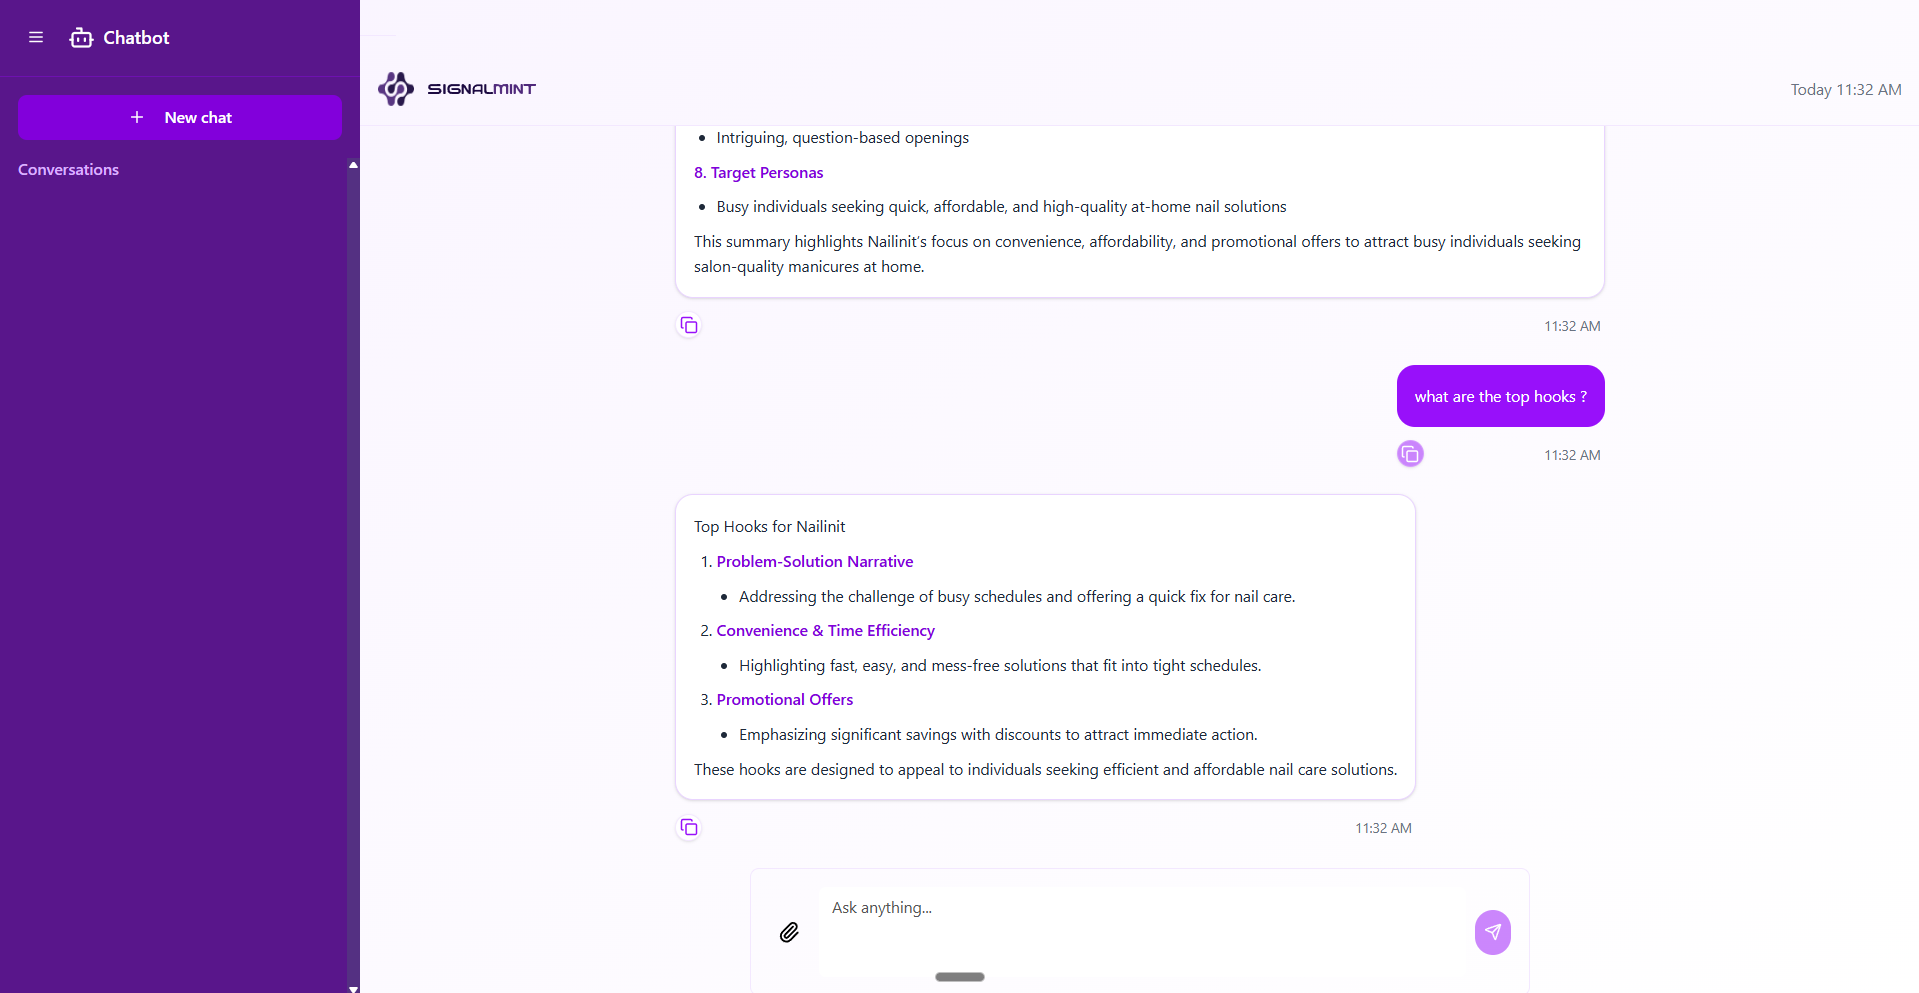 Chatbot
+ New chat
Conversations
SIGNALMINT
Today 11:32 AM
• Intriguing, question-based openings
8. Target Personas
• Busy individuals seeking quick, affordable, and high-quality at-home nail solutions
This summary highlights Nailinit’s focus on convenience, affordability, and promotional offers to attract busy individuals seeking
salon-quality manicures at home.
11:32 AM
what are the top hooks ?
11:32 AM
Top Hooks for Nailinit
1. Problem-Solution Narrative
• Addressing the challenge of busy schedules and offering a quick fix for nail care.
2. Convenience & Time Efficiency
• Highlighting fast, easy, and mess-free solutions that fit into tight schedules.
3. Promotional Offers
• Emphasizing significant savings with discounts to attract immediate action.
These hooks are designed to appeal to individuals seeking efficient and affordable nail care solutions.
11:32 AM
Ask anything...